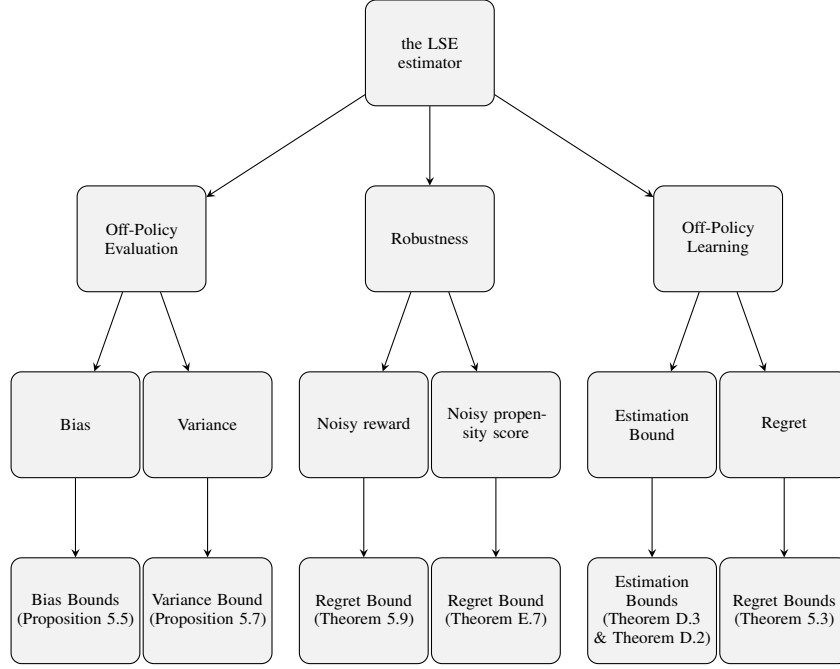 the LSE
estimator
Off-Policy
Evaluation
Robustness
Off-Policy
Learning
Bias
Variance
Noisy reward
Noisy propen-
sity score
Estimation
Bound
Regret
Bias Bounds
(Proposition 5.5)
Variance Bound
(Proposition 5.7)
Regret Bound
(Theorem 5.9)
Regret Bound
(Theorem E.7)
Estimation
Bounds
(Theorem D.3
& Theorem D.2)
Regret Bounds
(Theorem 5.3)